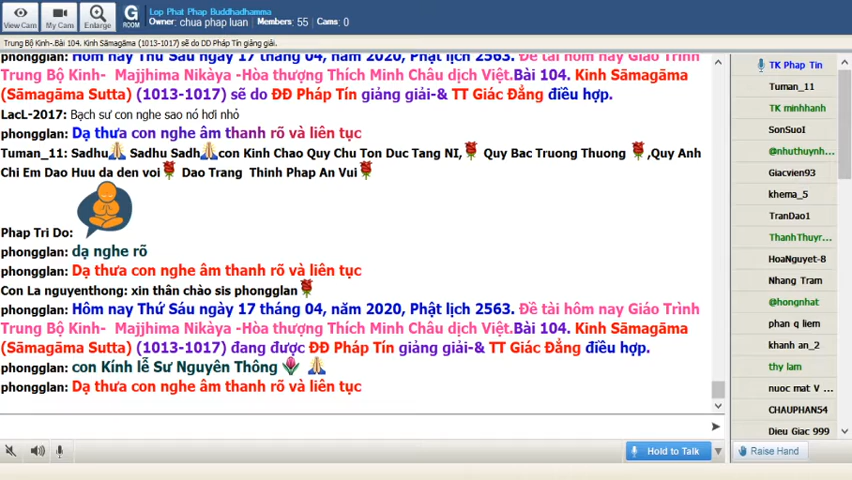 View Cam
My Cam
Enlarge
G
ROOM
Lop Phat Phap Buddhadhamma
Owner: chua phap luan Members: 55 Cams: 0
Trung Bộ Kinh-.Bài 104. Kinh Sāmagāma (1013-1017) sẽ do DD Pháp Tín giảng giải.
phongglan: Hôm nay Thứ Sáu ngày 17 tháng 04, năm 2020, Phật lịch 2563. Đề tài hôm nay Giáo Trình
Trung Bộ Kinh- Majjhima Nikàya -Hòa thượng Thích Minh Châu dịch Việt.Bài 104. Kinh Sāmagāma
(Sāmagāma Sutta) (1013-1017) sẽ do ĐĐ Pháp Tín giảng giải-& TT Giác Đẳng điều hợp.
LacL-2017: Bạch sư con nghe sao nó hơi nhỏ
phongglan: Dạ thưa con nghe âm thanh rõ và liên tục
Tuman_11: Sadhu Sadhu Sadh con Kinh Chao Quy Chu Ton Duc Tang NI, Quy Bac Truong Thuong ,Quy Anh
Chi Em Dao Huu da den voi Dao Trang Thinh Phap An Vui
Phap Tri Do:
phongglan: dạ nghe rõ
phongglan: Dạ thưa con nghe âm thanh rõ và liên tục
Con La nguyenthong: xin thân chào sis phongglan
phongglan: Hôm nay Thứ Sáu ngày 17 tháng 04, năm 2020, Phật lịch 2563. Đề tài hôm nay Giáo Trình
Trung Bộ Kinh- Majjhima Nikàya -Hòa thượng Thích Minh Châu dịch Việt.Bài 104. Kinh Sāmagāma
(Sāmagāma Sutta) (1013-1017) đang được ĐĐ Pháp Tín giảng giải-& TT Giác Đẳng điều hợp.
phongglan: con Kính lễ Sư Nguyên Thông
phongglan: Dạ thưa con nghe âm thanh rõ và liên tục
TK Phap Tin
Tuman_11
TK minhhanh
SonSuoI
@nhuthuynh...
Giacvien93
khema_5
TranDao1
ThanhThuyr...
HoaNguyet-8
Nhang Tram
@hongnhat
phan q liem
khanh an_2
thy lam
nuoc mat V ...
CHAUPHAN54
Dieu Giac 999
Hold to Talk
Raise Hand